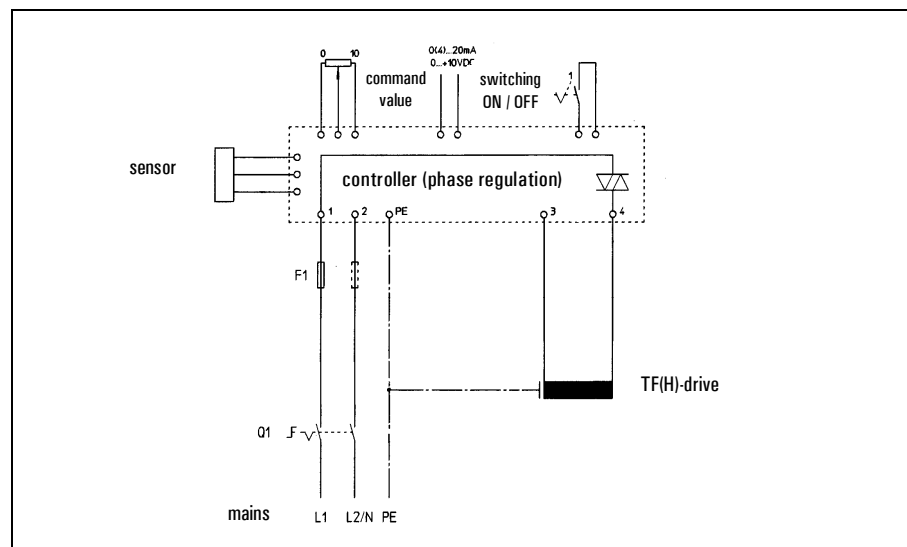 0 10
0(4)...20mA
0...+10VDC
command
value
switching
ON / OFF
1
sensor
controller (phase regulation)
1 2 PE 3 4
F1
TF(H)-drive
Q1
mains L1 L2/N PE